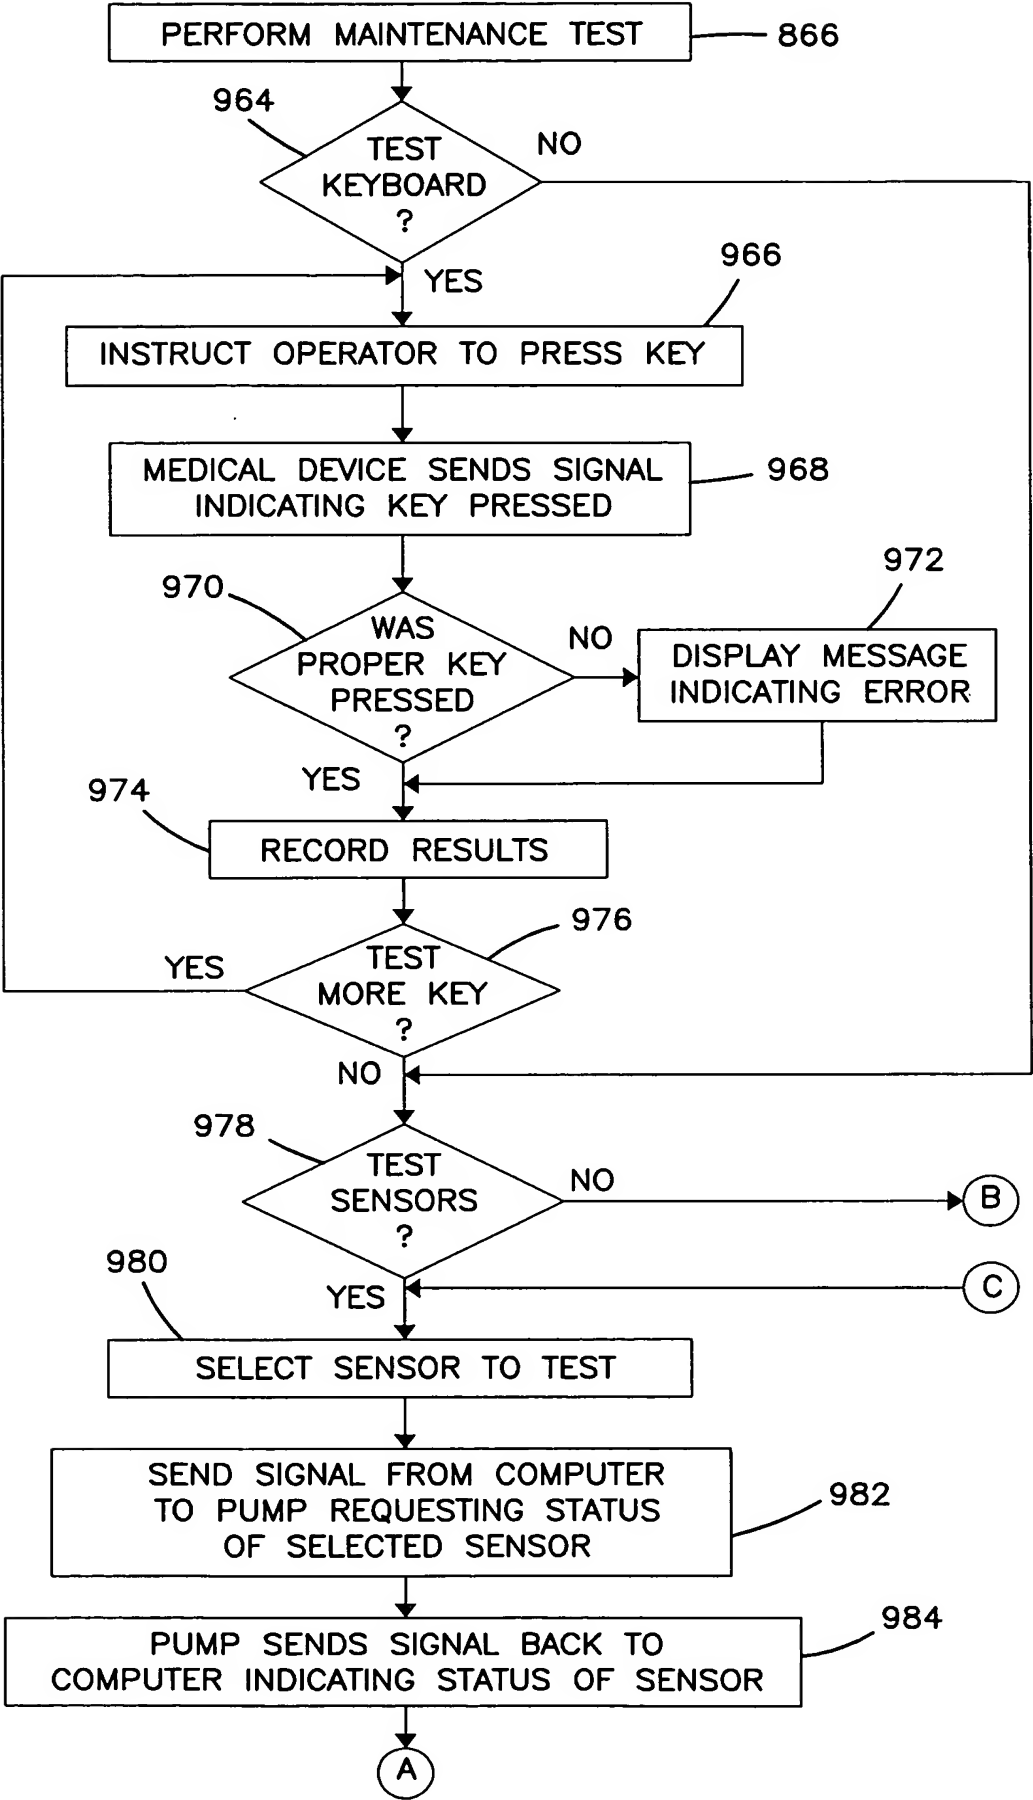 PERFORM MAINTENANCE TEST
866
964
TEST
KEYBOARD
?
NO
YES
966
INSTRUCT OPERATOR TO PRESS KEY
MEDICAL DEVICE SENDS SIGNAL
INDICATING KEY PRESSED
968
970
WAS
PROPER KEY
PRESSED
?
NO
972
DISPLAY MESSAGE
INDICATING ERROR
YES
974
RECORD RESULTS
976
TEST
MORE KEY
?
YES
NO
978
TEST
SENSORS
?
NO
B
YES
C
980
SELECT SENSOR TO TEST
SEND SIGNAL FROM COMPUTER
TO PUMP REQUESTING STATUS
OF SELECTED SENSOR
982
PUMP SENDS SIGNAL BACK TO
COMPUTER INDICATING STATUS OF SENSOR
984
A